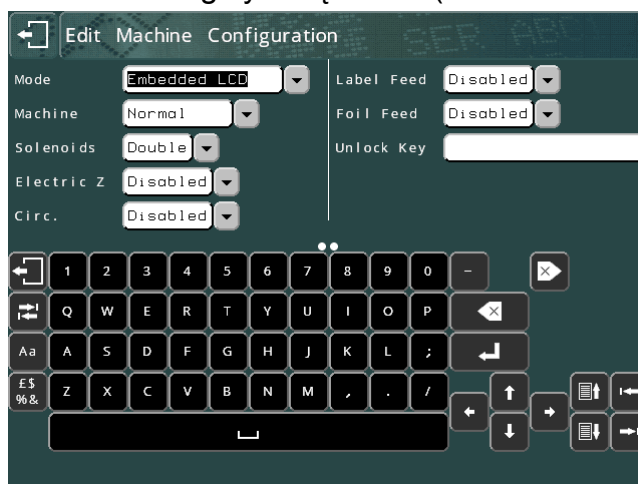 Edit Machine Configuration
Mode Embedded LCD
Machine Normal
Solenoids Double
Electric Z Disabled
Circ. Disabled
Label Feed Disabled
Foil Feed Disabled
Unlock Key
1 2 3 4 5 6 7 8 9 0 -
Q W E R T Y U I O P
Aa A S D F G H J K L ;
£$
%& Z X C V B N M , . /